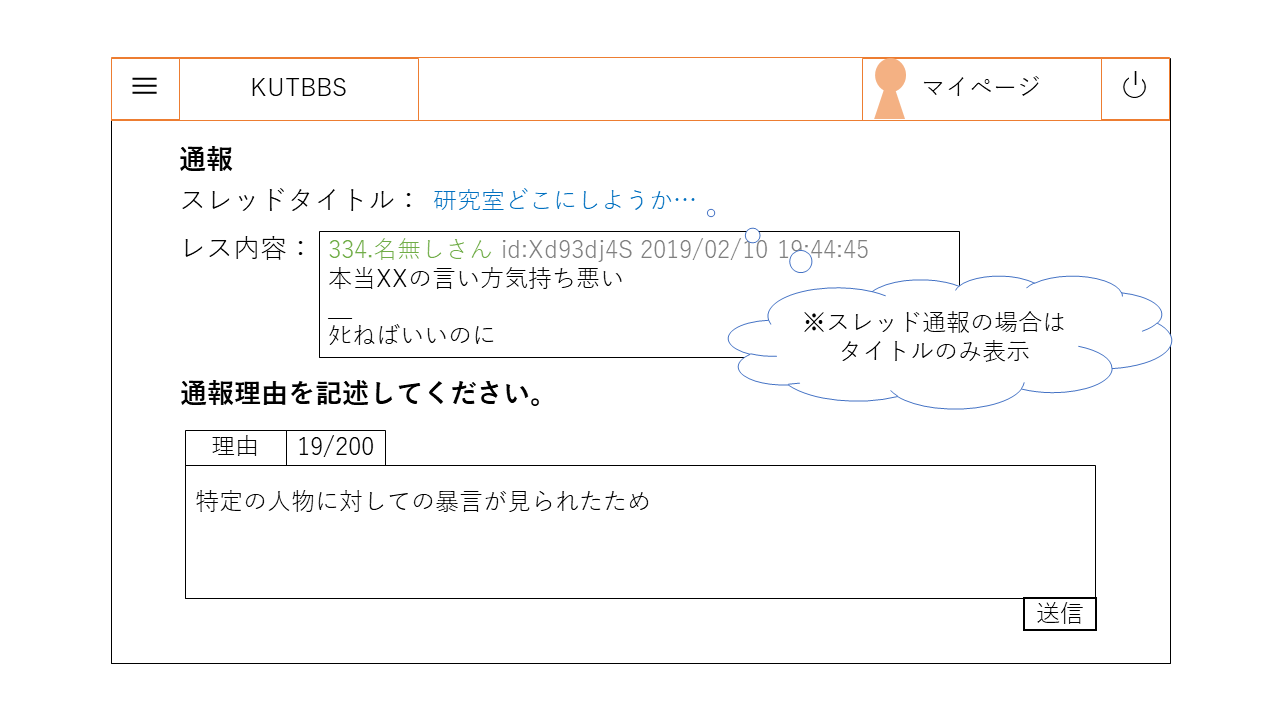 KUTBBS
マイページ
通報
スレッドタイトル： 研究室どこにしようか…
レス内容：
334.名無しさん id:Xd93dj4S 2019/02/10 19:44:45
本当XXの言い方気持ち悪い
死ねばいいのに
※スレッド通報の場合は
タイトルのみ表示
通報理由を記述してください。
理由 19/200
特定の人物に対しての暴言が見られたため
送信